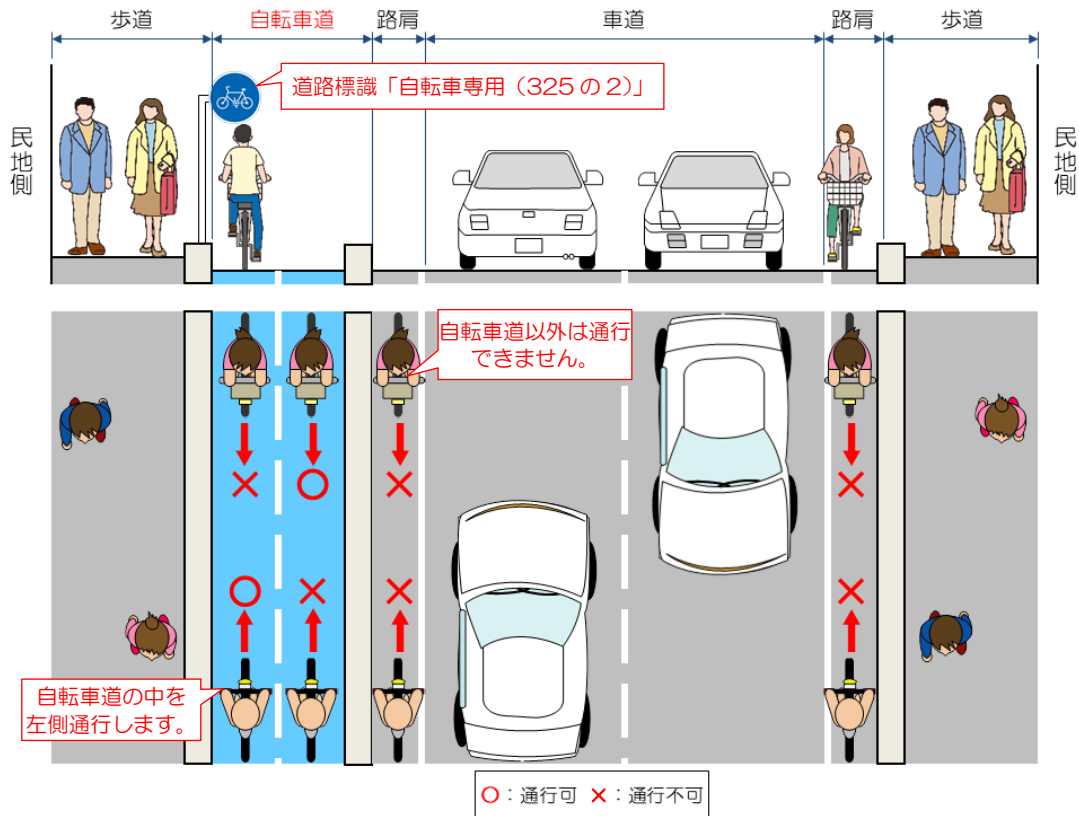 歩道
自転車道
路肩
車道
路肩
歩道
道路標識「自転車専用（325の2）」
民地側
民地側
自転車道以外は通行
できません。
自転車道の中を
左側通行します。
○：通行可 ×：通行不可